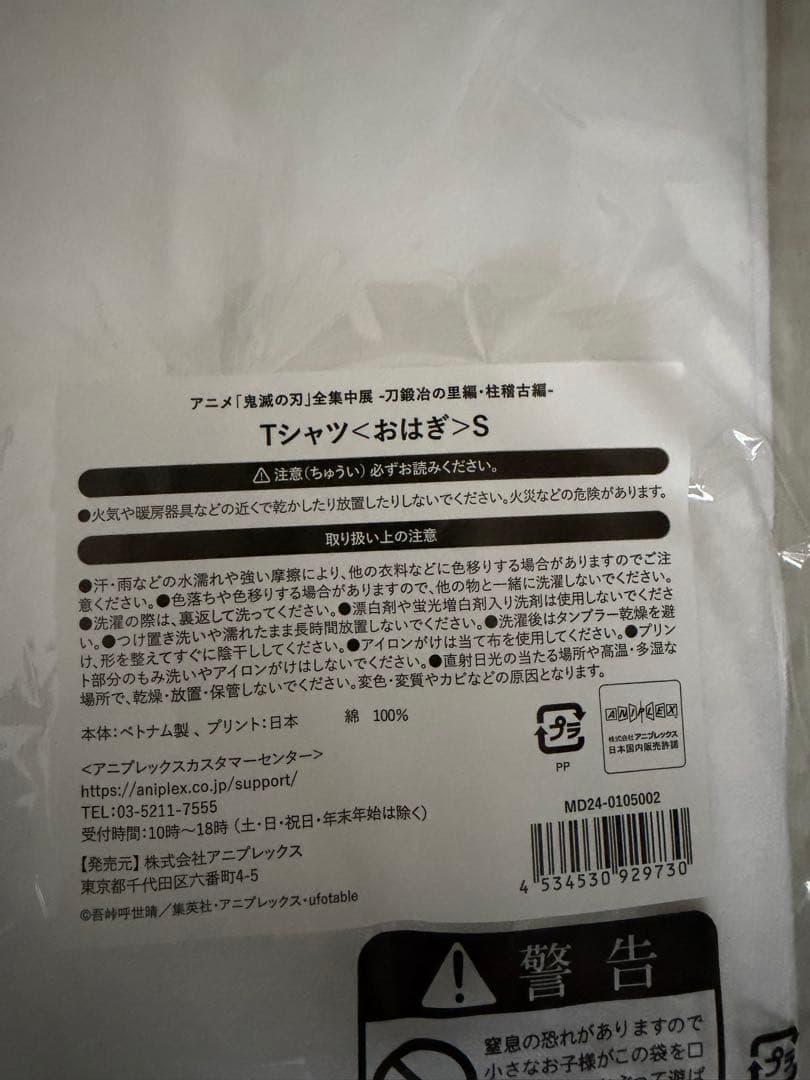 アニメ「鬼滅の刃」全集中展 -刀鍛冶の里編・柱稽古編-
Tシャツ<おはぎ>S
⚠注意(ちゅうい)必ずお読みください。
●火気や暖房器具などの近くで乾かしたり放置したりしないでください。火災などの危険があります。
取り扱い上の注意
●汗・雨などの水濡れや強い摩擦により、他の衣料などに色移りする場合がありますのでご注
意ください。●色落ちや色移りする場合がありますので、他の物と一緒に洗濯しないでください。
●洗濯の際は、裏返して洗ってください。●漂白剤や蛍光増白剤入り洗剤は使用しないでくださ
い。●つけ置き洗いや濡れたまま長時間放置しないでください。●洗濯後はタンブラー乾燥を避
け、形を整えてすぐに陰干ししてください。●アイロンがけは当て布を使用してください。●プリン
ト部分のもみ洗いやアイロンがけはしないでください。●直射日光の当たる場所や高温・多湿な
場所で、乾燥・放置・保管しないでください。変色・変質やカビなどの原因となります。
本体:ベトナム製 、プリント:日本 綿 100%
プラ
PP
ANIPLEX
株式会社アニプレックス
日本国内販売許諾
<アニプレックスカスタマーセンター>
https://aniplex.co.jp/support/
TEL:03-5211-7555
受付時間:10時〜18時 (土・日・祝日・年末年始は除く)
【発売元】株式会社アニプレックス
東京都千代田区六番町4-5
©吾峠呼世晴/集英社・アニプレックス・ufotable
MD24-0105002
4 534530 929730
警告
窒息の恐れがありますので
小さなお子様がこの袋を口
プラ